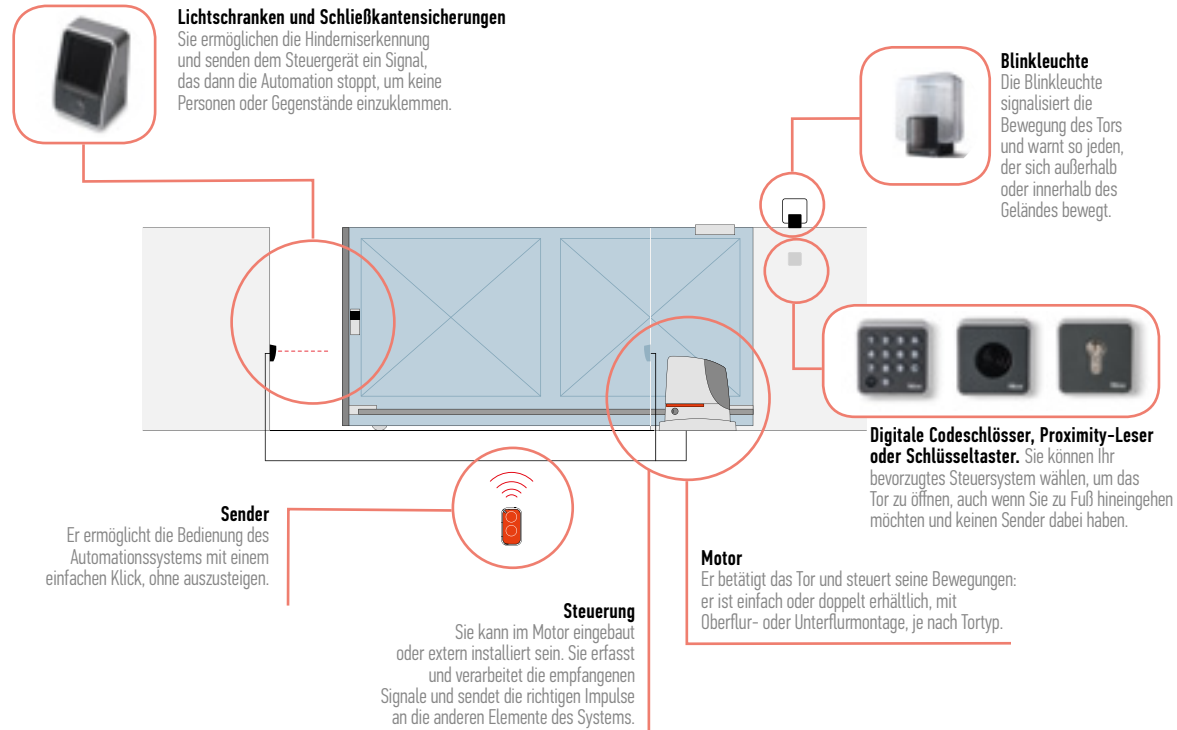 Lichtschranken und Schließkantensicherungen
Sie ermöglichen die Hinderniserkennung
und senden dem Steuergerät ein Signal,
das dann die Automation stoppt, um keine
Personen oder Gegenstände einzuklemmen.
Blinkleuchte
Die Blinkleuchte
signalisiert die
Bewegung des Tors
und warnt so jeden,
der sich außerhalb
oder innerhalb des
Geländes bewegt.
Digitale Codeschlösser, Proximity-Leser
oder Schlüsseltaster. Sie können Ihr
bevorzugtes Steuersystem wählen, um das
Tor zu öffnen, auch wenn Sie zu Fuß hineingehen
möchten und keinen Sender dabei haben.
Sender
Er ermöglicht die Bedienung des
Automationssystems mit einem
einfachen Klick, ohne auszusteigen.
Motor
Er betätigt das Tor und steuert seine Bewegungen:
er ist einfach oder doppelt erhältlich, mit
Oberflur- oder Unterflurmontage, je nach Tortyp.
Steuerung
Sie kann im Motor eingebaut
oder extern installiert sein. Sie erfasst
und verarbeitet die empfangenen
Signale und sendet die richtigen Impulse
an die anderen Elemente des Systems.